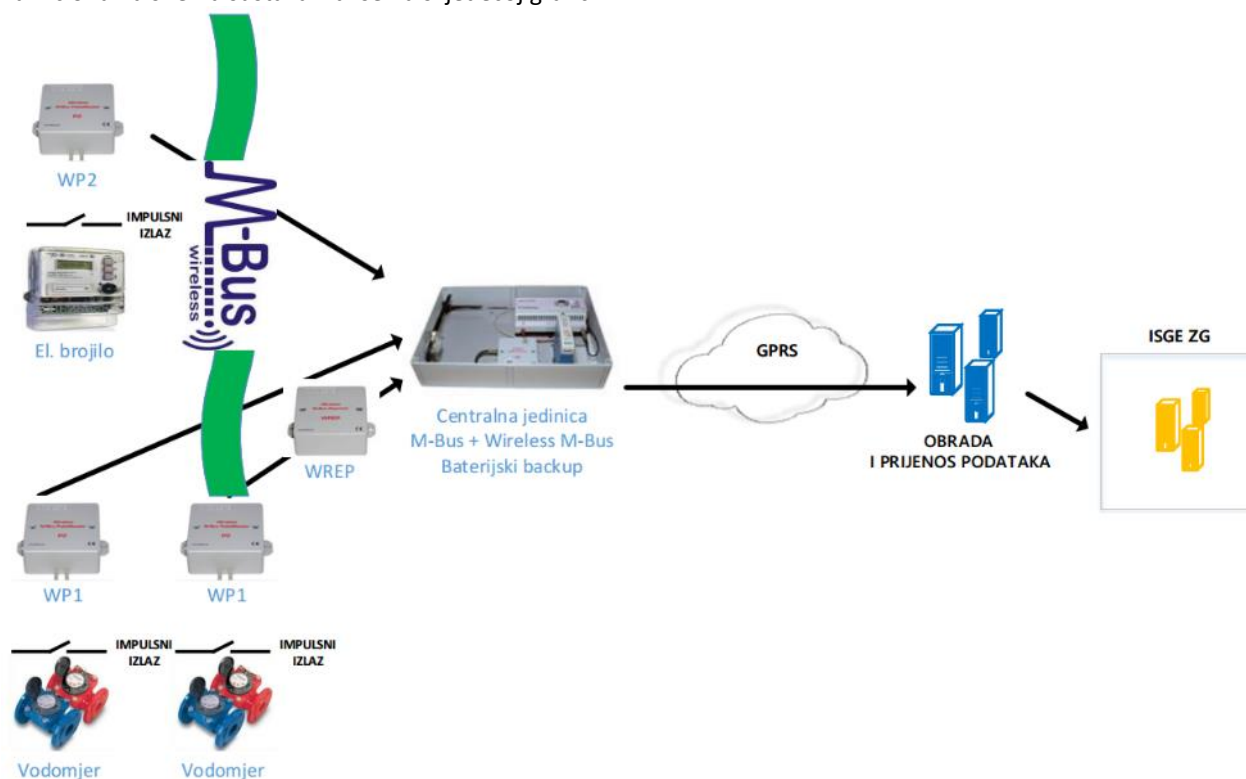 WP2
IMPULSNI
IZLAZ
El. brojilo
M-Bus
wireless
WREP
WP1
WP1
IMPULSNI
IZLAZ
IMPULSNI
IZLAZ
Vodomjer
Vodomjer
Centralna jedinica
M-Bus + Wireless M-Bus
Baterijski backup
GPRS
OBRADA
I PRIJENOS PODATAKA
ISGE ZG